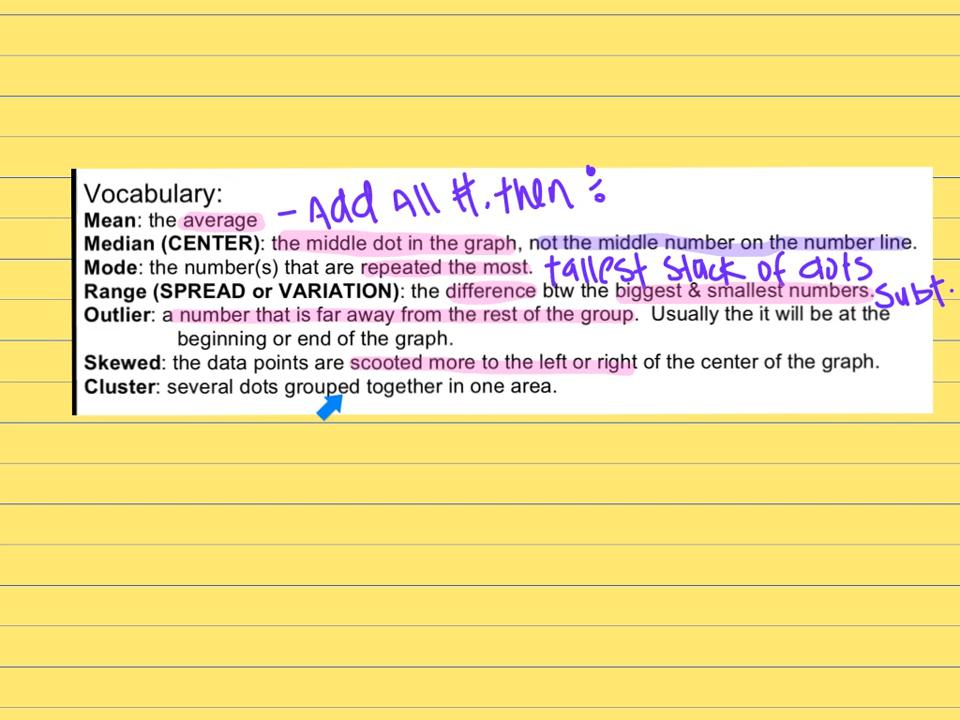 Vocabulary:
Mean: the average - Add All #, then ÷
Median (CENTER): the middle dot in the graph, not the middle number on the number line.
Mode: the number(s) that are repeated the most. tallest stack of dots
Range (SPREAD or VARIATION): the difference btw the biggest & smallest numbers. Subt.
Outlier: a number that is far away from the rest of the group. Usually the it will be at the
beginning or end of the graph.
Skewed: the data points are scooted more to the left or right of the center of the graph.
Cluster: several dots grouped together in one area.